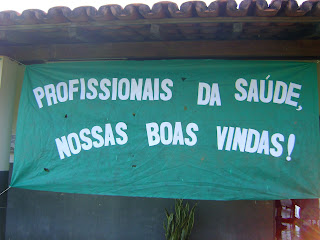 PROFISSIONAIS DA SAÚDE,
NOSSAS BOAS VINDAS!